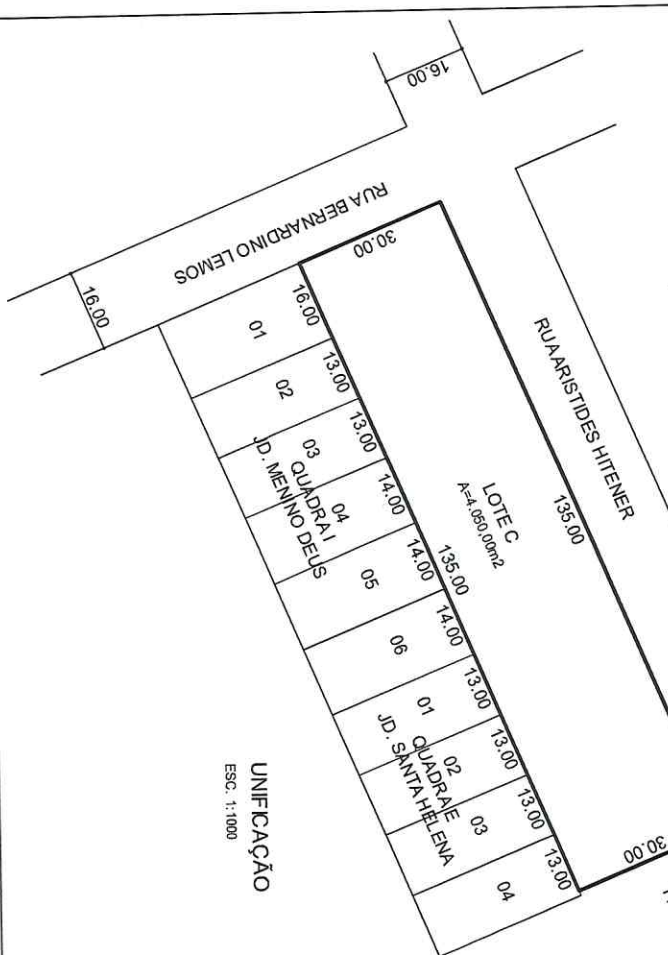 16.00
RUA BERNARDINO LEMOS
30.00
16.00
RUA ARISTIDES HITENER
135.00
LOTE C
A=4.050,00m2
135.00
16.00
13.00
13.00
14.00
14.00
14.00
13.00
13.00
13.00
13.00
30.00
01
02
03
04
05
06
QUADRA I
JD. MENINO DEUS
01
02
03
04
QUADRA E
JD. SANTA HELENA
UNIFICAÇÃO
ESC. 1:1000